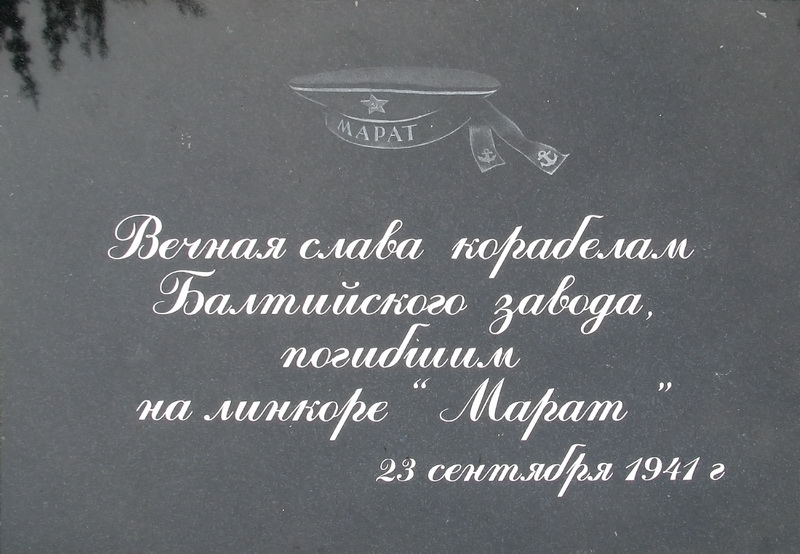 МАРАТ
Вечная слава корабелам
Балтийского завода,
погибшим
на линкоре “ Марат ”
23 сентября 1941 г